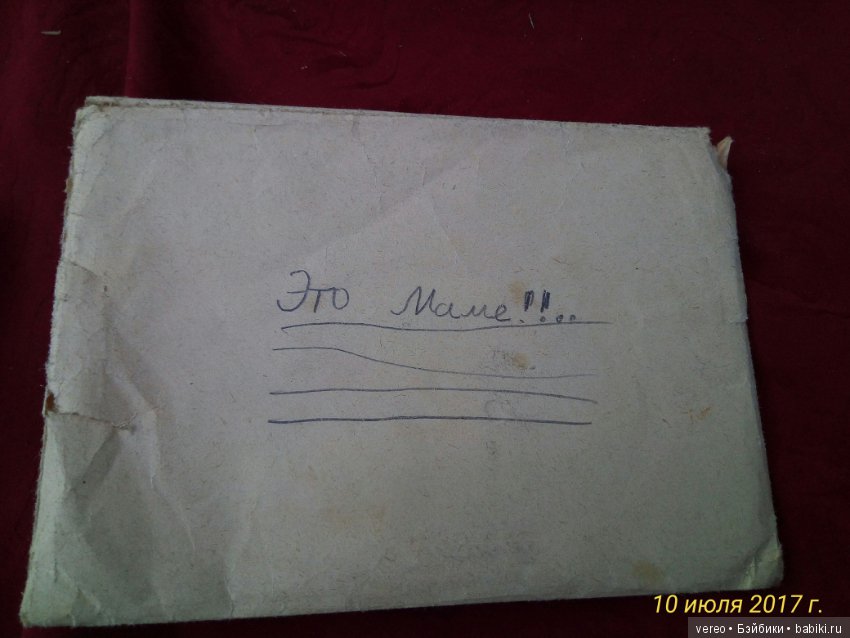 Это Маме!!..
10 июля 2017 г.
vereo • Бэйбики • babiki.ru